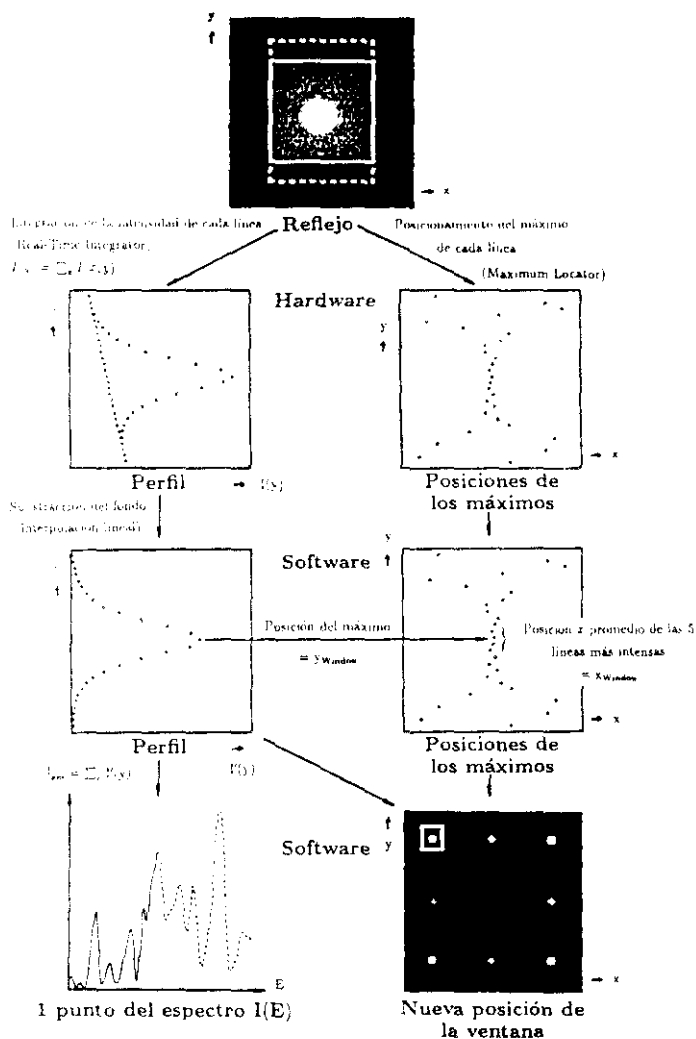 y
x
Reflejo
de la intensidad de cada línea
Real-Time Integrator,
Posicionamiento del máximo
de cada línea
(Maximum Locator)
Hardware
y
x
Perfil
I(y)
Posiciones de
los máximos
del fondo
interpolación lineal
Software
y
Posición del máximo
= yWindow
Posición x promedio de las 5
líneas más intensas
= xWindow
x
Perfil
I'(y)
Posiciones de
los máximos
Software
y
x
E
1 punto del espectro I(E)
Nueva posición de
la ventana